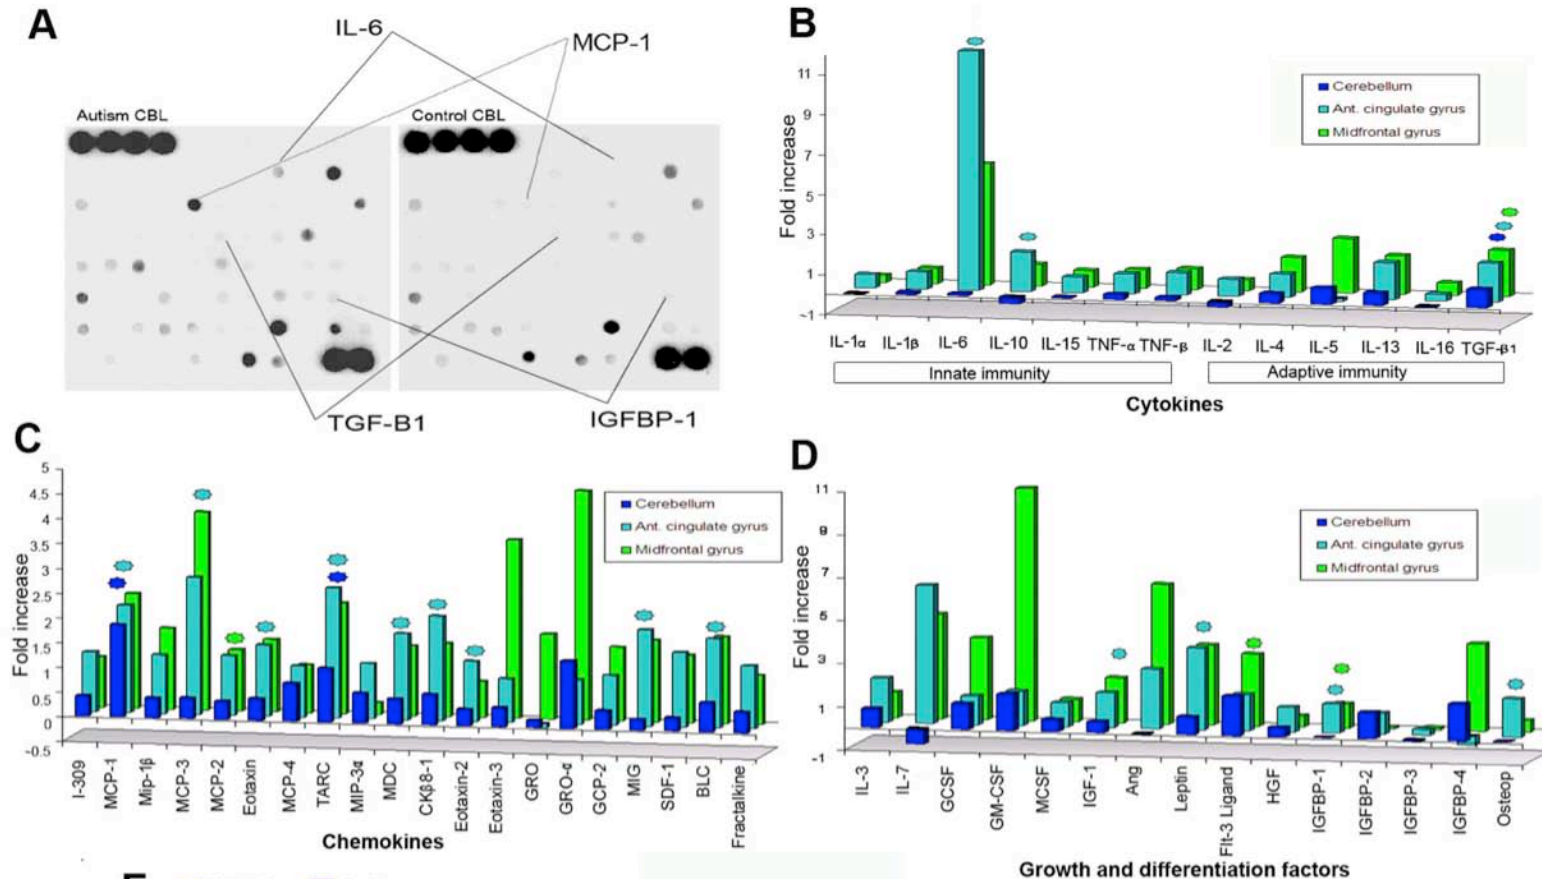 A
IL-6
MCP-1
Autism CBL
Control CBL
TGF-B1
IGFBP-1
B
Fold increase
11
9
7
5
3
1
-1
Cerebellum
Ant. cingulate gyrus
Midfrontal gyrus
IL-1α IL-1β IL-6 IL-10 IL-15 TNF-α TNF-β IL-2 IL-4 IL-5 IL-13 IL-16 TGF-β1
Innate immunity
Adaptive immunity
Cytokines
C
Fold increase
5
4.5
4
3.5
3
2.5
2
1.5
1
0.5
0
-0.5
Cerebellum
Ant. cingulate gyrus
Midfrontal gyrus
I-309 MCP-1 Mip-1β MCP-3 MCP-2 Eotaxin MCP-4 TARC MIP-3α MDC CKβ8-1 Eotaxin-2 Eotaxin-3 GRO GRO-α GCP-2 MIG SDF-1 BLC Fractalkine
Chemokines
D
Fold increase
11
9
7
5
3
1
-1
Cerebellum
Ant. cingulate gyrus
Midfrontal gyrus
IL-3 IL-7 GCSF GM-CSF MCSF IGF-1 Ang Leptin Flt-3 Ligand HGF IGFBP-1 IGFBP-2 IGFBP-3 IGFBP-4 Osteop
Growth and differentiation factors